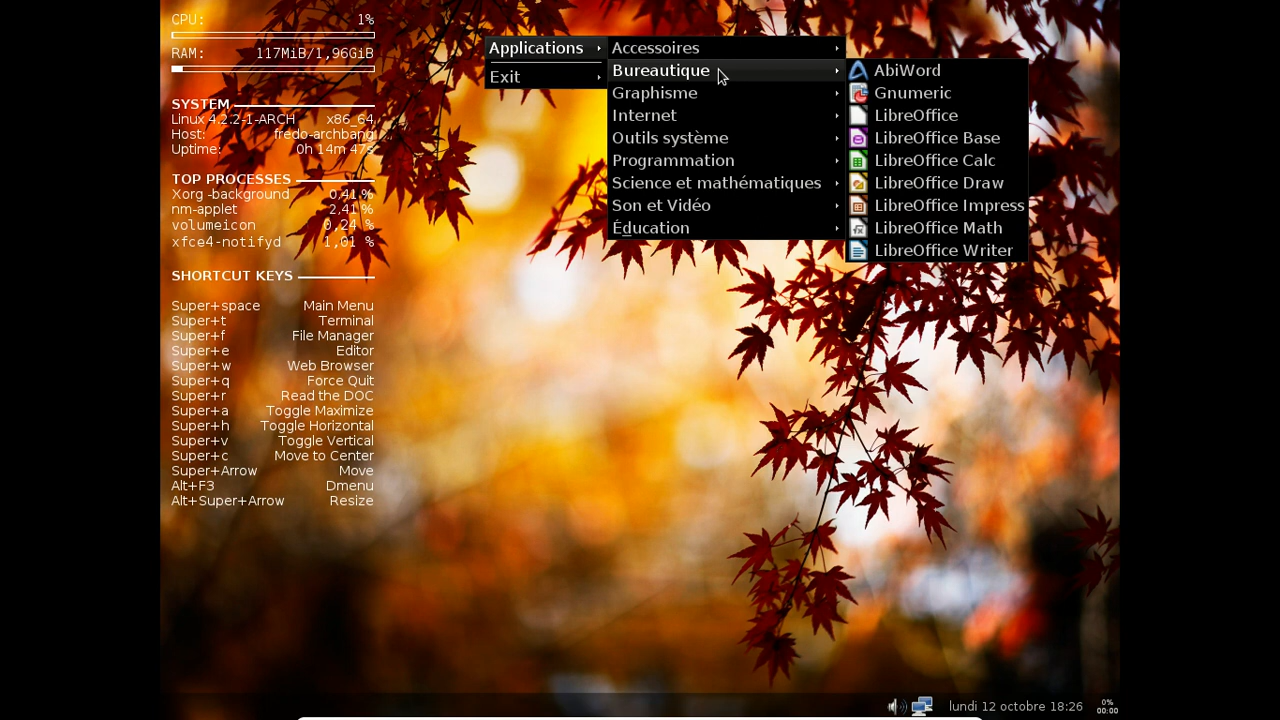 CPU: 1%
RAM: 117MiB/1,96GiB
SYSTEM
Linux 4.2.2-1-ARCH x86_64
Host: fredo-archbang
Uptime: 0h 14m 47s
TOP PROCESSES
Xorg -background 0,41 %
nm-applet 2,41 %
volumeicon 0,24 %
xfce4-notifyd 1,01 %
SHORTCUT KEYS
Super+space Main Menu
Super+t Terminal
Super+f File Manager
Super+e Editor
Super+w Web Browser
Super+q Force Quit
Super+r Read the DOC
Super+a Toggle Maximize
Super+h Toggle Horizontal
Super+v Toggle Vertical
Super+c Move to Center
Super+Arrow Move
Alt+F3 Dmenu
Alt+Super+Arrow Resize
Applications
Exit
Accessoires
Bureautique
Graphisme
Internet
Outils système
Programmation
Science et mathématiques
Son et Vidéo
Éducation
AbiWord
Gnumeric
LibreOffice
LibreOffice Base
LibreOffice Calc
LibreOffice Draw
LibreOffice Impress
LibreOffice Math
LibreOffice Writer
lundi 12 octobre 18:26
0%
00:00